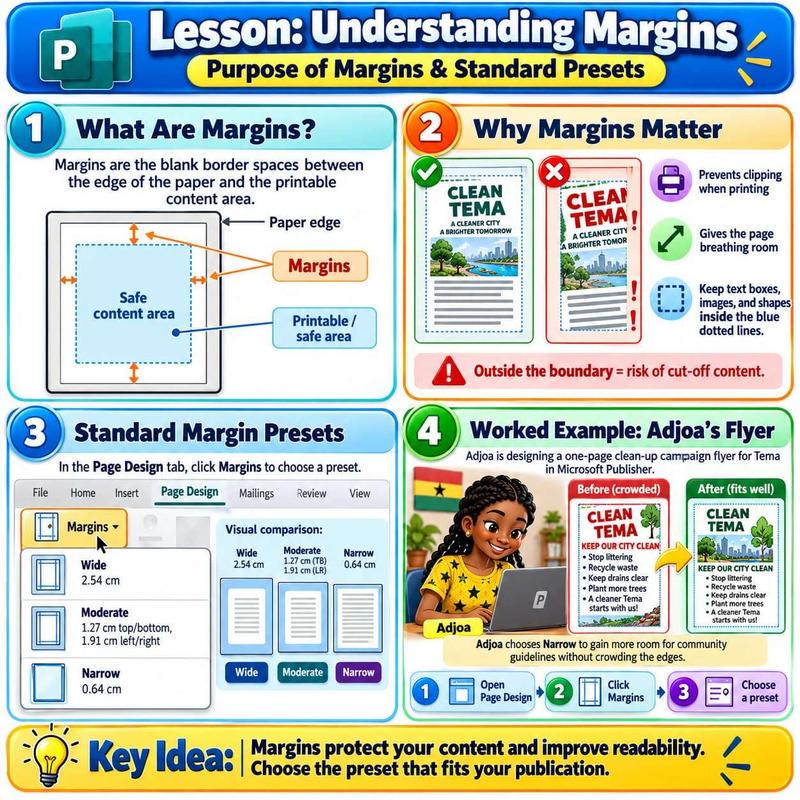 P
Lesson: Understanding Margins
Purpose of Margins & Standard Presets
1
What Are Margins?
Margins are the blank border spaces between
the edge of the paper and the printable
content area.
Paper edge
Margins
Safe
content area
Printable /
safe area
2
Why Margins Matter
CLEAN
TEMA
A CLEANER CITY
A BRIGHTER TOMORROW
CLEAN
TEMA
A CLEANER CITY
A BRIGHTER TOMORROW
!
!
!
Prevents clipping
when printing
Gives the page
breathing room
Keep text boxes,
images, and shapes
inside the blue
dotted lines.
! Outside the boundary = risk of cut-off content.
3
Standard Margin Presets
In the Page Design tab, click Margins to choose a preset.
File Home Insert Page Design Mailings Review View
Margins
Wide
2.54 cm
Moderate
1.27 cm top/bottom,
1.91 cm left/right
Narrow
0.64 cm
Visual comparison:
Wide
2.54 cm
Moderate
1.27 cm (TB)
1.91 cm (LR)
Narrow
0.64 cm
Wide Moderate Narrow
4
Worked Example: Adjoa's Flyer
Adjoa is designing a one-page clean-up campaign flyer for Tema
in Microsoft Publisher.
P
Adjoa
Before (crowded)
CLEAN
TEMA
KEEP OUR CITY CLEAN
• Stop littering
• Recycle waste
• Keep drains clear
• Plant more trees
• A cleaner Tema
starts with us!
After (fits well)
CLEAN
TEMA
KEEP OUR CITY CLEAN
• Stop littering
• Recycle waste
• Keep drains clear
• Plant more trees
• A cleaner Tema
starts with us!
Adjoa chooses Narrow to gain more room for community
guidelines without crowding the edges.
1 Open
Page Design
2 Click
Margins
3 Choose
a preset
Key Idea:
Margins protect your content and improve readability.
Choose the preset that fits your publication.